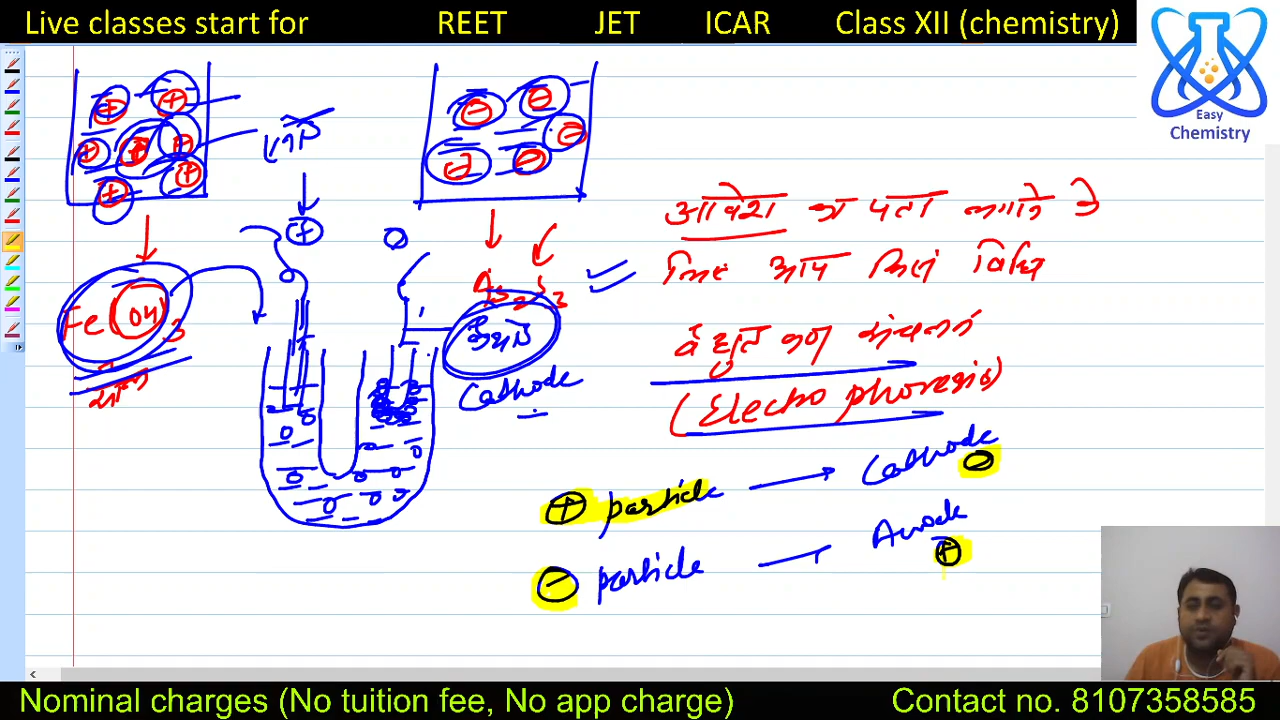 Live classes start for REET JET ICAR Class XII (chemistry)
Easy
Chemistry
आवेश का पता लगाने के
लिए आप किस विधि
Fe(OH)3
As2S3
वैद्युत कण संचलन
(Electro phoresis)
कैथोड
Cathode
+ particle → Cathode -
- particle → Anode +
Nominal charges (No tuition fee, No app charge) Contact no. 8107358585